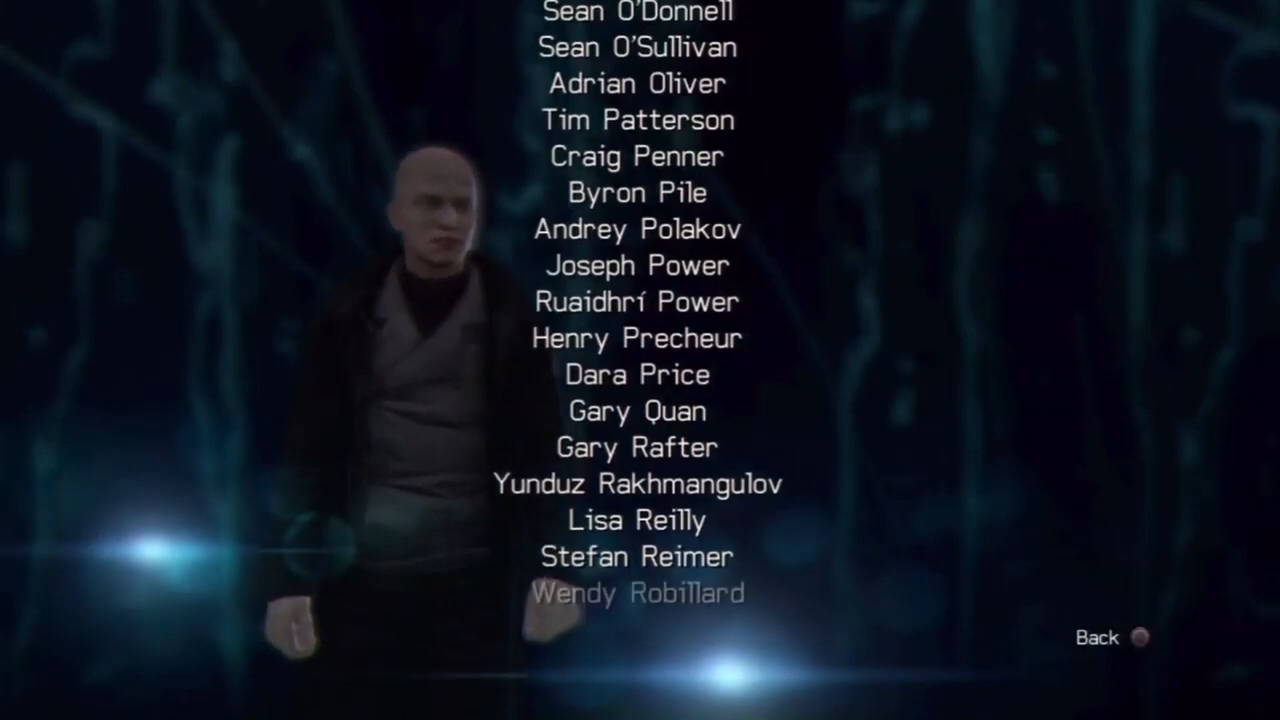 Sean O'Donnell
Sean O'Sullivan
Adrian Oliver
Tim Patterson
Craig Penner
Byron Pile
Andrey Polakov
Joseph Power
Ruaidhrí Power
Henry Precheur
Dara Price
Gary Quan
Gary Rafter
Yunduz Rakhmangulov
Lisa Reilly
Stefan Reimer
Wendy Robillard
Back